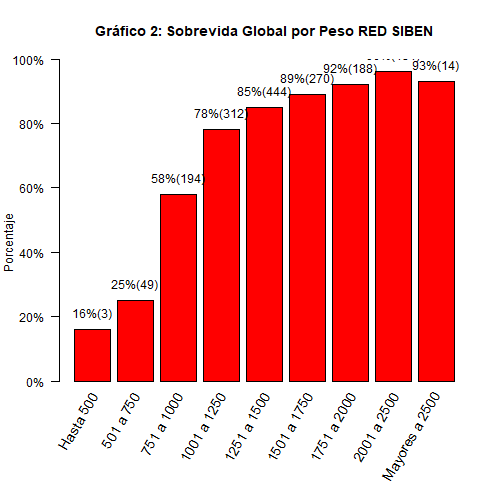 Gráfico 2: Sobrevida Global por Peso RED SIBEN
Porcentaje
100%
80%
60%
40%
20%
0%
16%(3)
25%(49)
58%(194)
78%(312)
85%(444)
89%(270)
92%(188)
93%(14)
Hasta 500
501 a 750
751 a 1000
1001 a 1250
1251 a 1500
1501 a 1750
1751 a 2000
2001 a 2500
Mayores a 2500